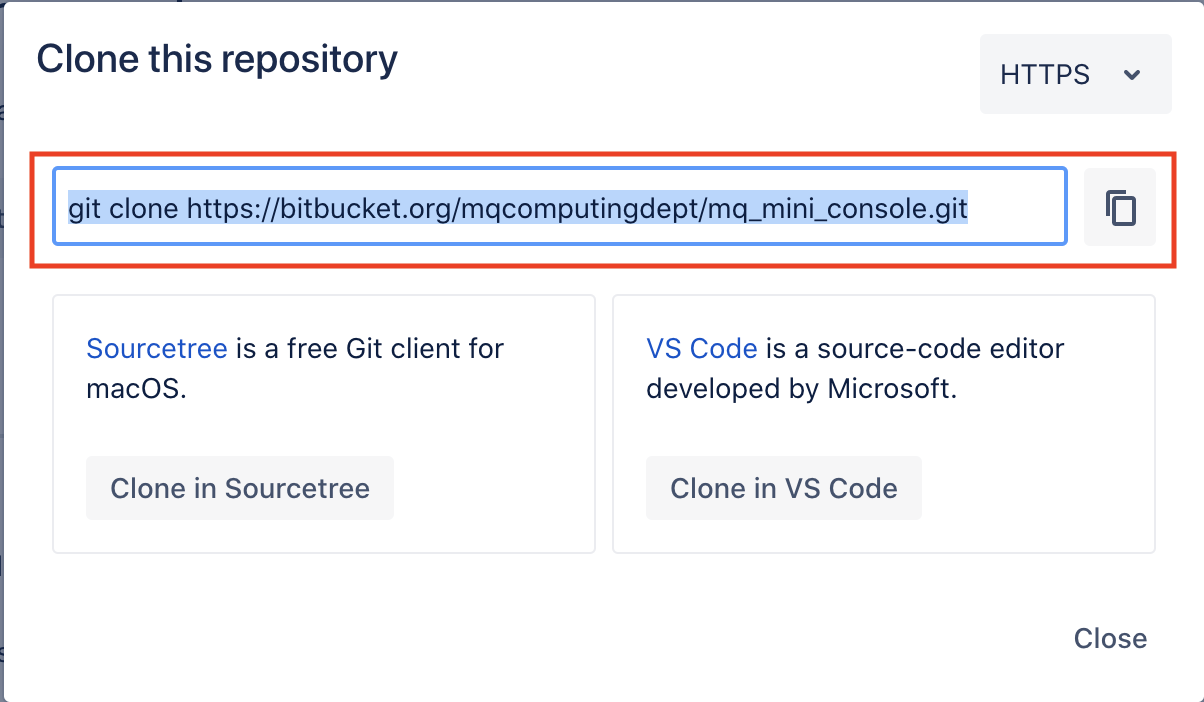 Clone this repository
HTTPS
git clone https://bitbucket.org/mqcomputingdept/mq_mini_console.git
Sourcetree is a free Git client for
macOS.
Clone in Sourcetree
VS Code is a source-code editor
developed by Microsoft.
Clone in VS Code
Close